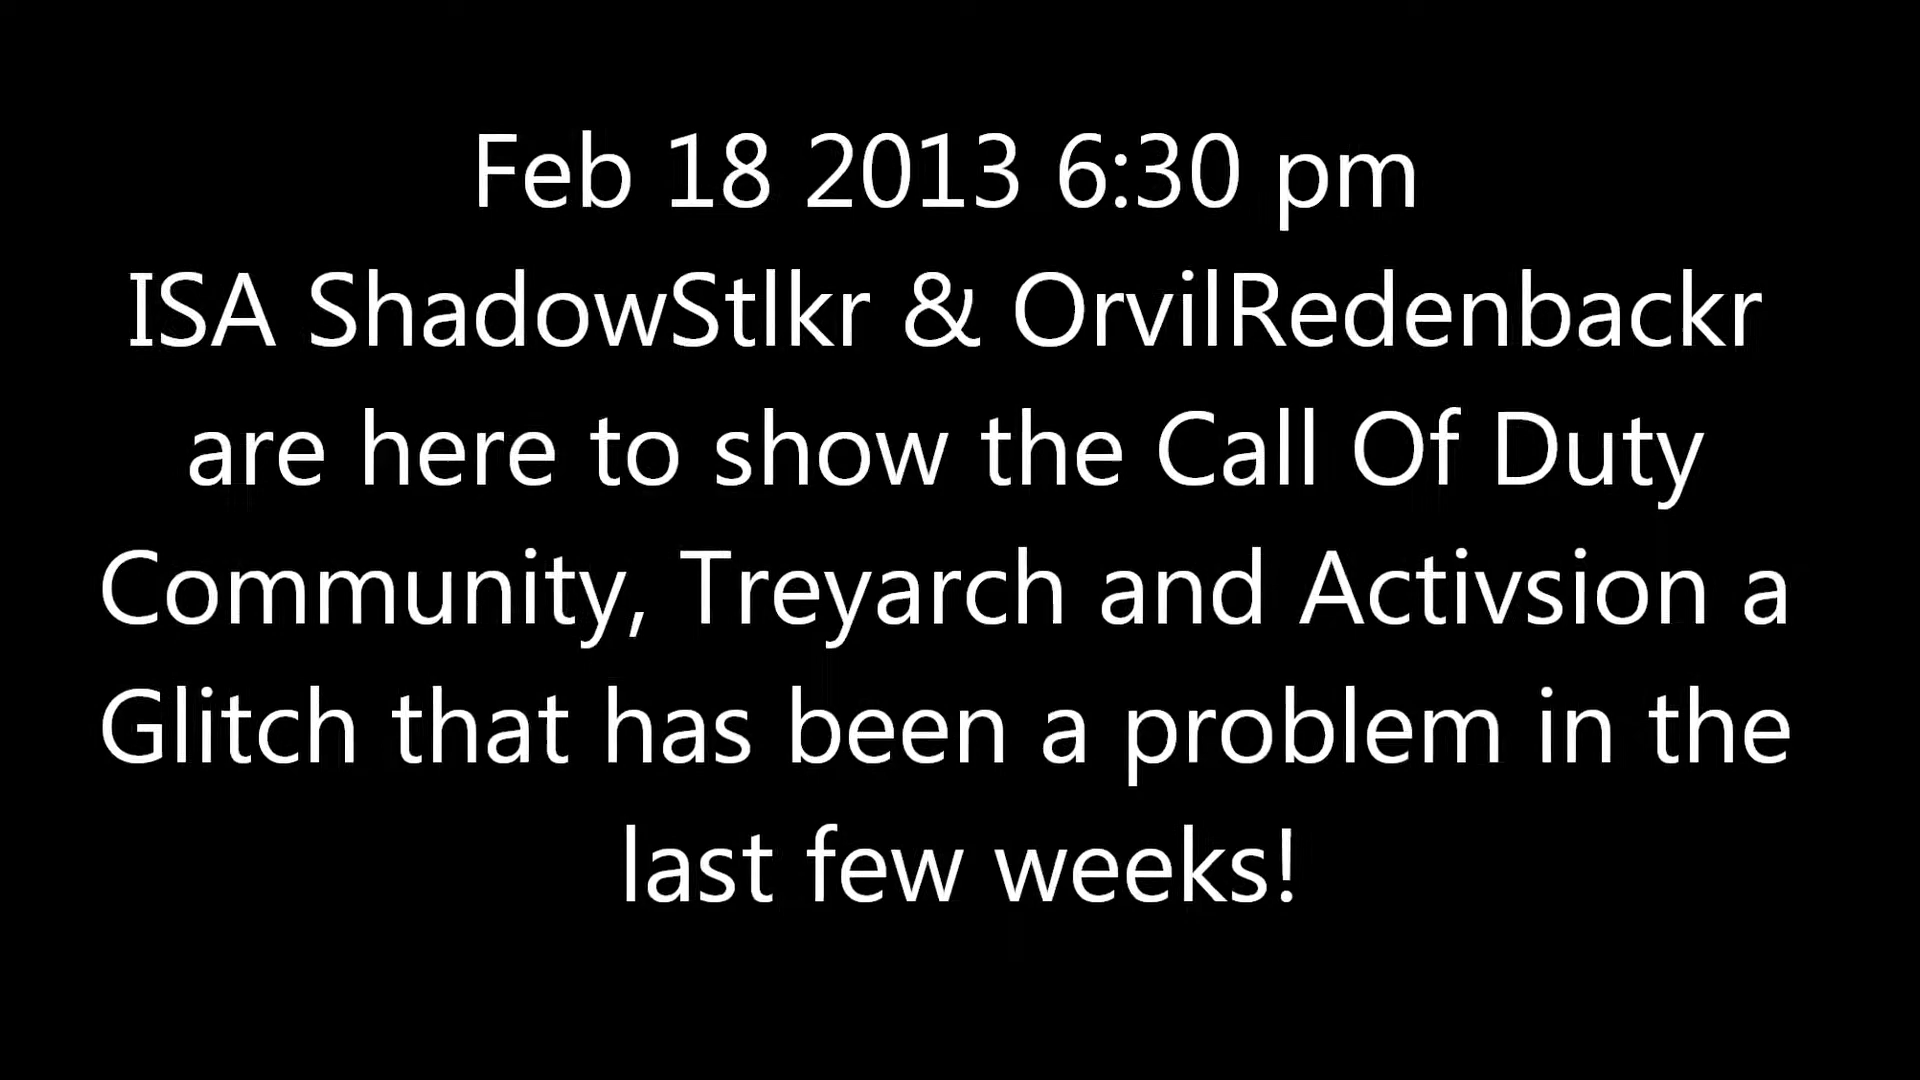 Feb 18 2013 6:30 pm
ISA ShadowStlkr & OrvilRedenbackr
are here to show the Call Of Duty
Community, Treyarch and Activsion a
Glitch that has been a problem in the
last few weeks!